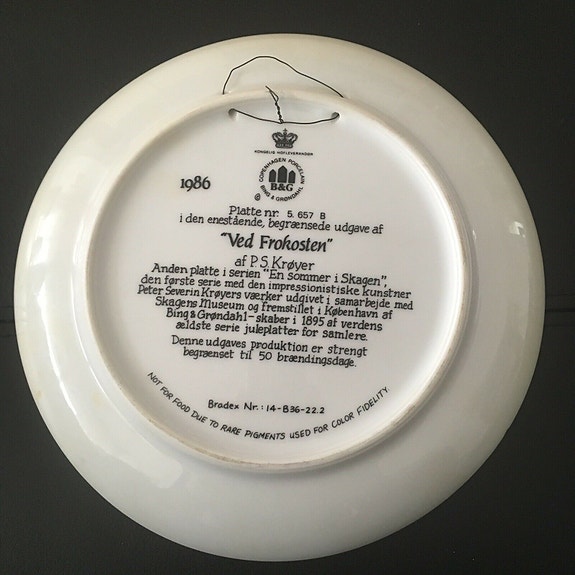 KONGELIG HOFLEVERANDØR
1986
COPENHAGEN PORCELAIN
B&G
BING & GRØNDAHL
©
Platte nr. 5.657 B
i den enestående, begrænsede udgave af
"Ved Frokosten"
af P.S. Krøyer
Anden platte i serien "En sommer i Skagen",
den første serie med den impressionistiske kunstner
Peter Severin Krøyers værker udgivet i samarbejde med
Skagens Museum og fremstillet i København af
Bing & Grøndahl - skaber i 1895 af verdens
ældste serie juleplatter for samlere.
Denne udgaves produktion er strengt
begrænset til 50 brændingsdage.
Bradex Nr.: 14-B36-22.2
NOT FOR FOOD DUE TO RARE PIGMENTS USED FOR COLOR FIDELITY.